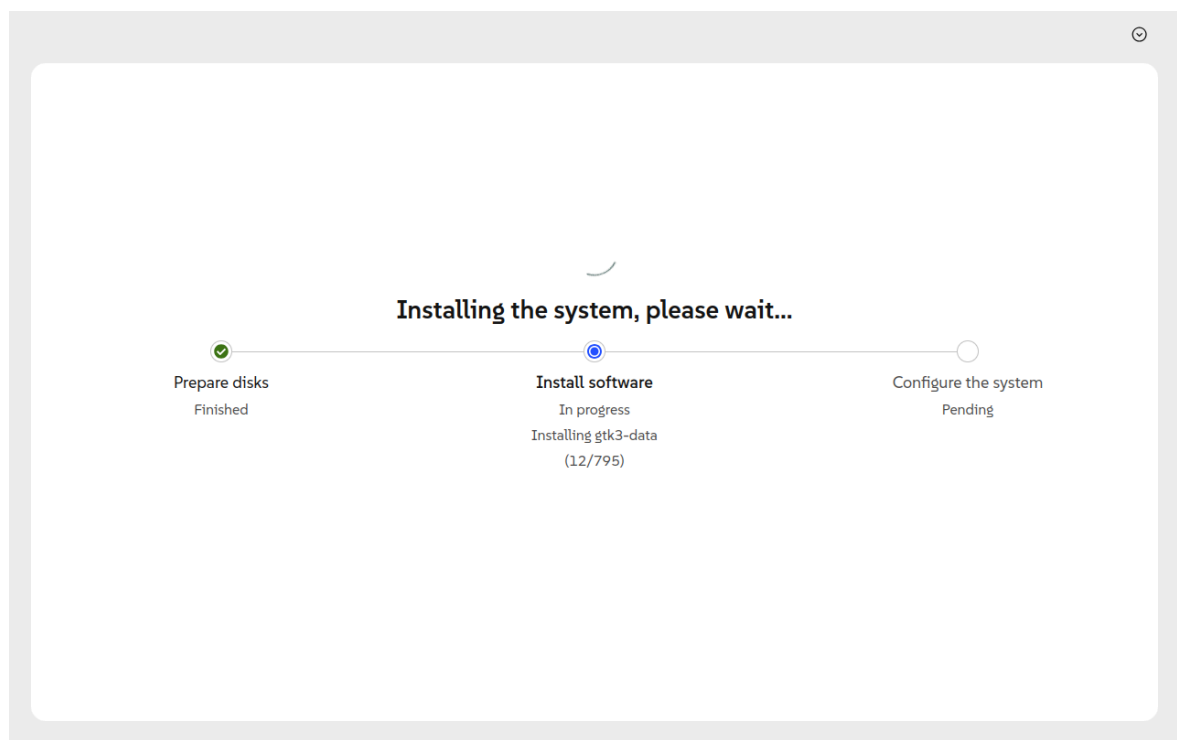 Installing the system, please wait...
Prepare disks
Finished
Install software
In progress
Installing gtk3-data
(12/795)
Configure the system
Pending